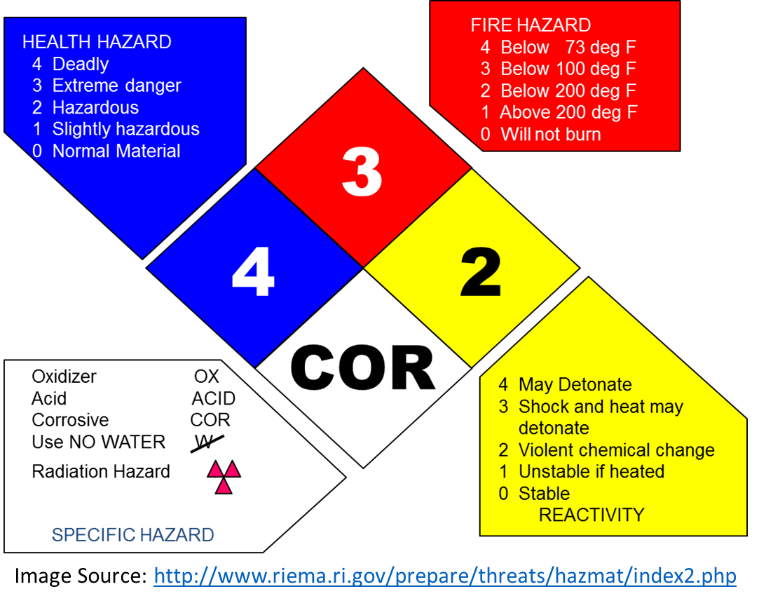 HEALTH HAZARD
4 Deadly
3 Extreme danger
2 Hazardous
1 Slightly hazardous
0 Normal Material
FIRE HAZARD
4 Below 73 deg F
3 Below 100 deg F
2 Below 200 deg F
1 Above 200 deg F
0 Will not burn
3
4
2
COR
Oxidizer OX
Acid ACID
Corrosive COR
Use NO WATER W
Radiation Hazard
SPECIFIC HAZARD
4 May Detonate
3 Shock and heat may
detonate
2 Violent chemical change
1 Unstable if heated
0 Stable
REACTIVITY
Image Source: http://www.riema.ri.gov/prepare/threats/hazmat/index2.php